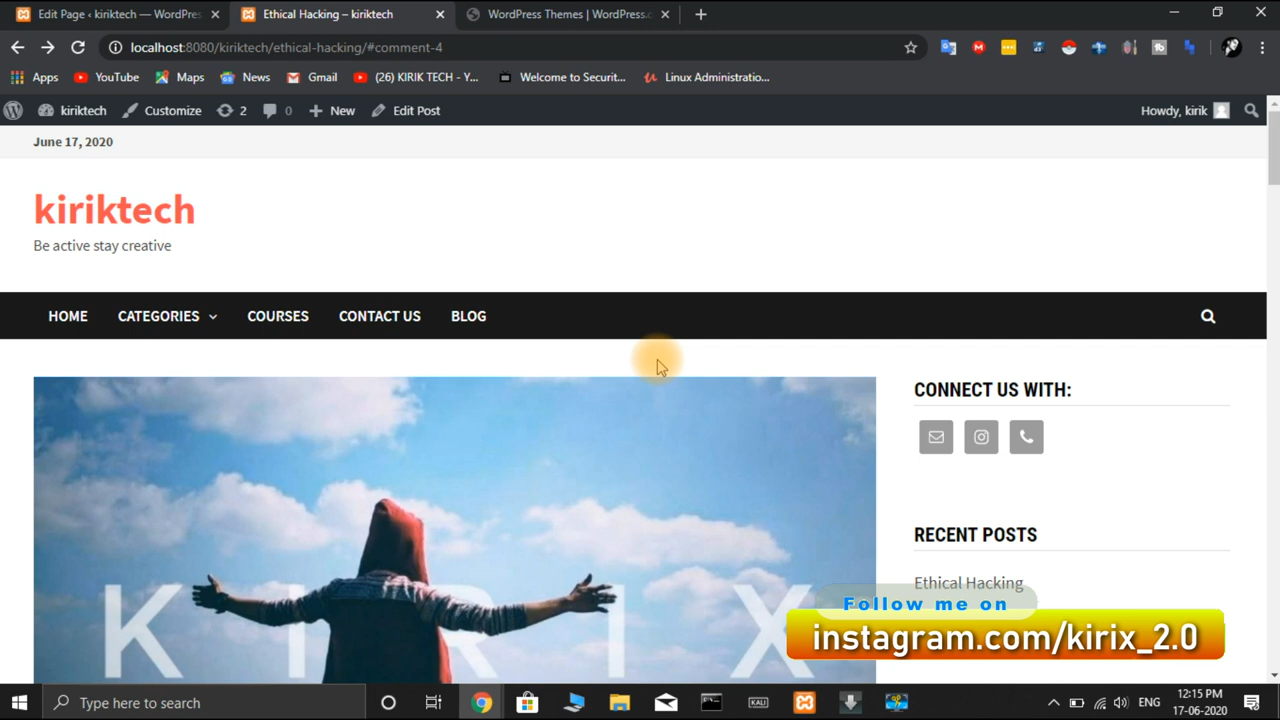 Edit Page ‹ kiriktech — WordPres
Ethical Hacking – kiriktech
WordPress Themes | WordPress.c
localhost:8080/kiriktech/ethical-hacking/#comment-4
Apps
YouTube
Maps
News
Gmail
(26) KIRIK TECH - Y...
Welcome to Securit...
Linux Administratio...
kiriktech
Customize
2
0
New
Edit Post
Howdy, kirik
June 17, 2020
kiriktech
Be active stay creative
HOME
CATEGORIES
COURSES
CONTACT US
BLOG
CONNECT US WITH:
KIRIX
RECENT POSTS
Ethical Hacking
Follow me on
instagram.com/kirix_2.0
Type here to search
KALI
ENG
12:15 PM
17-06-2020